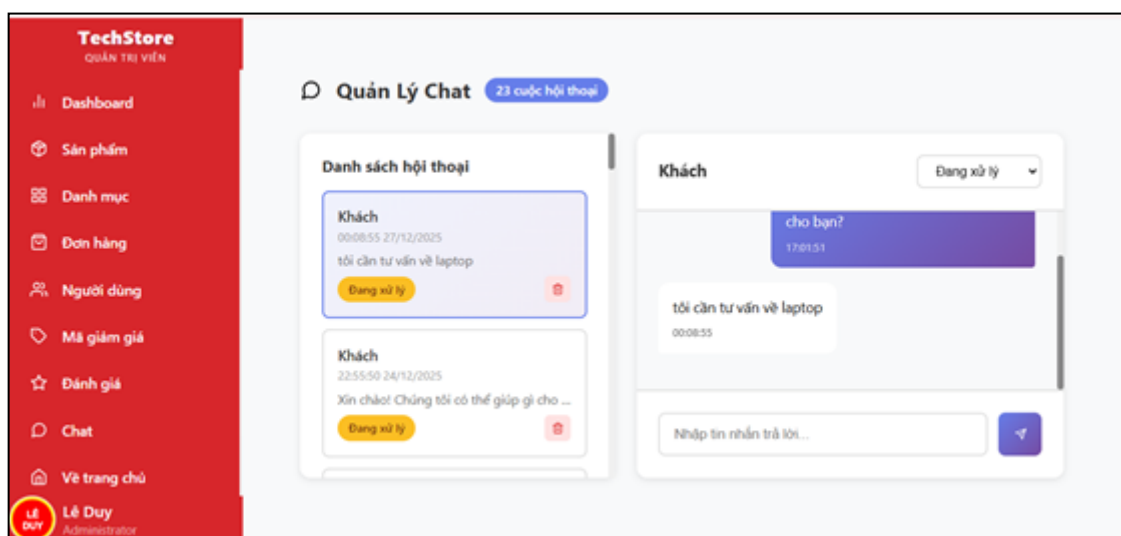 TechStore
QUẢN TRỊ VIÊN
Dashboard
Sản phẩm
Danh mục
Đơn hàng
Người dùng
Mã giảm giá
Đánh giá
Chat
Về trang chủ
LÊ
DUY
Lê Duy
Administrator
Quản Lý Chat
23 cuộc hội thoại
Danh sách hội thoại
Khách
00:08:55 27/12/2025
tôi cần tư vấn về laptop
Đang xử lý
Khách
22:55:50 24/12/2025
Xin chào! Chúng tôi có thể giúp gì cho ...
Đang xử lý
Khách
Đang xử lý
cho bạn?
17:01:51
tôi cần tư vấn về laptop
00:08:55
Nhập tin nhắn trả lời...